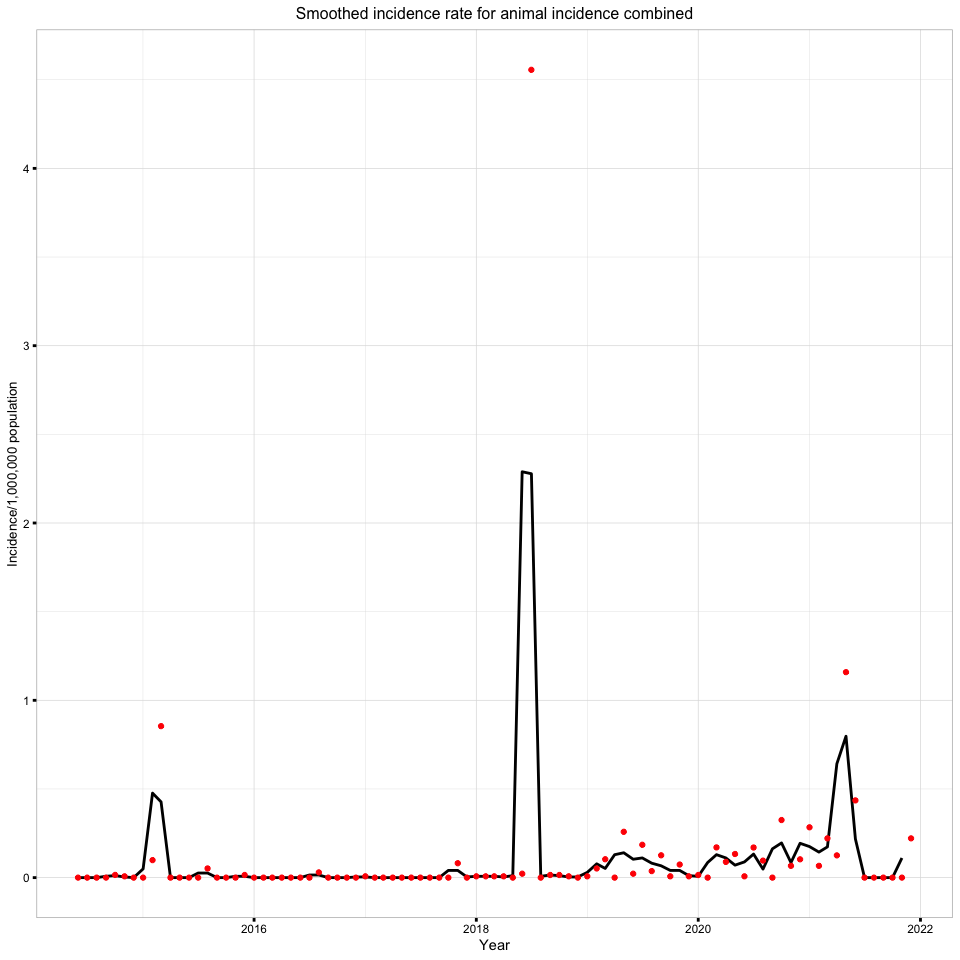 Smoothed incidence rate for animal incidence combined
Incidence/1,000,000 population
4
3
2
1
0
2016 2018 2020 2022
Year